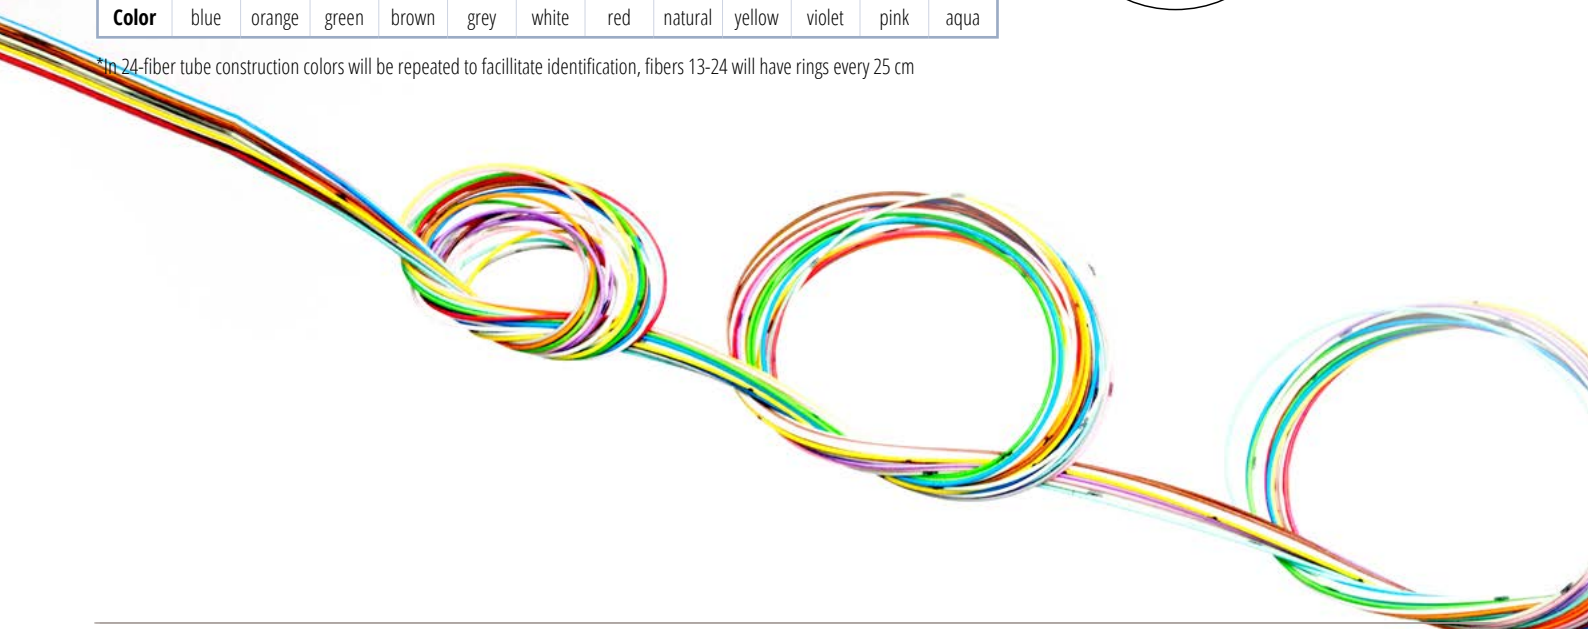 Color blue orange green brown grey white red natural yellow violet pink aqua
*In 24-fiber tube construction colors will be repeated to facillitate identification, fibers 13-24 will have rings every 25 cm